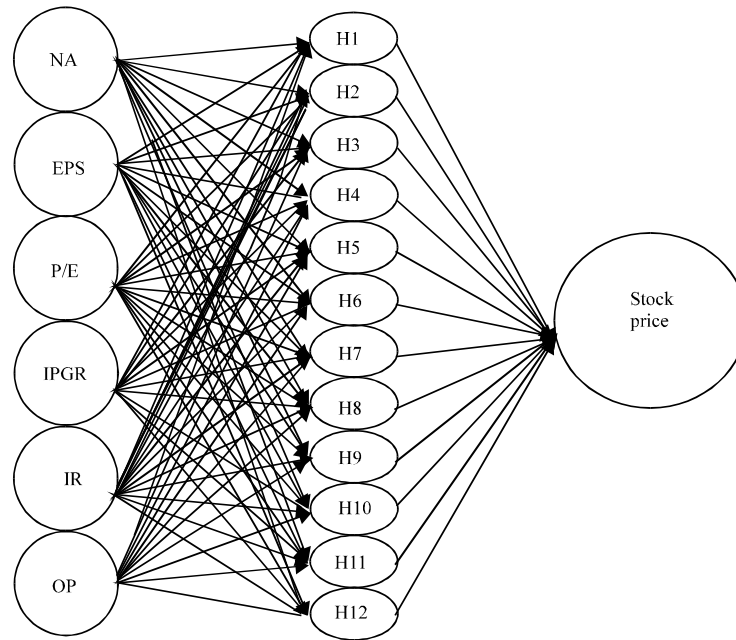 NA
EPS
P/E
IPGR
IR
OP
H1
H2
H3
H4
H5
H6
H7
H8
H9
H10
H11
H12
Stock
price